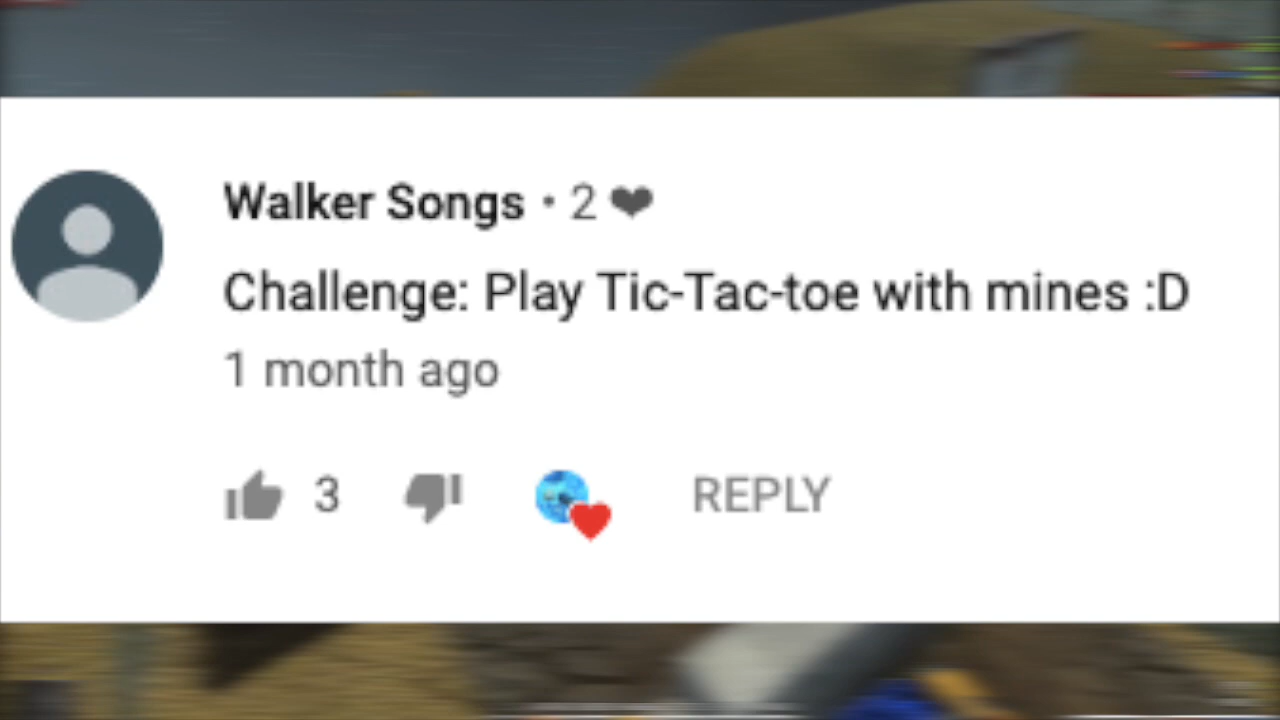 Walker Songs • 2 ❤
Challenge: Play Tic-Tac-toe with mines :D
1 month ago
3 REPLY